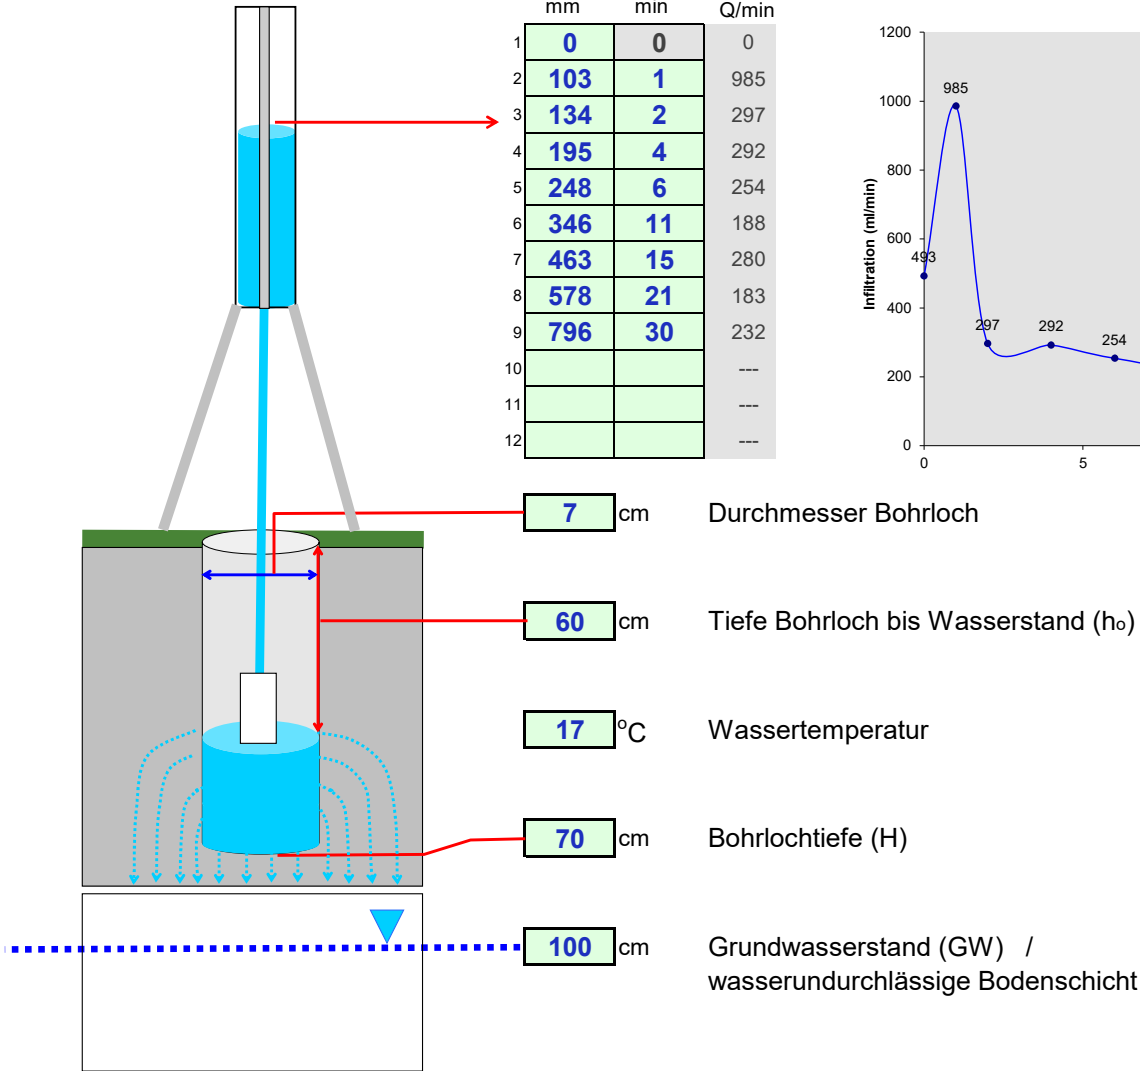 mm min Q/min
1 0 0 0
2 103 1 985
3 134 2 297
4 195 4 292
5 248 6 254
6 346 11 188
7 463 15 280
8 578 21 183
9 796 30 232
10 ---
11 ---
12 ---
1200
1000
800
600
400
200
0
Infiltration (ml/min)
985
493
297
292
254
0 5
7 cm Durchmesser Bohrloch
60 cm Tiefe Bohrloch bis Wasserstand (ho)
17 °C Wassertemperatur
70 cm Bohrlochtiefe (H)
100 cm Grundwasserstand (GW) /
wasserundurchlässige Bodenschicht